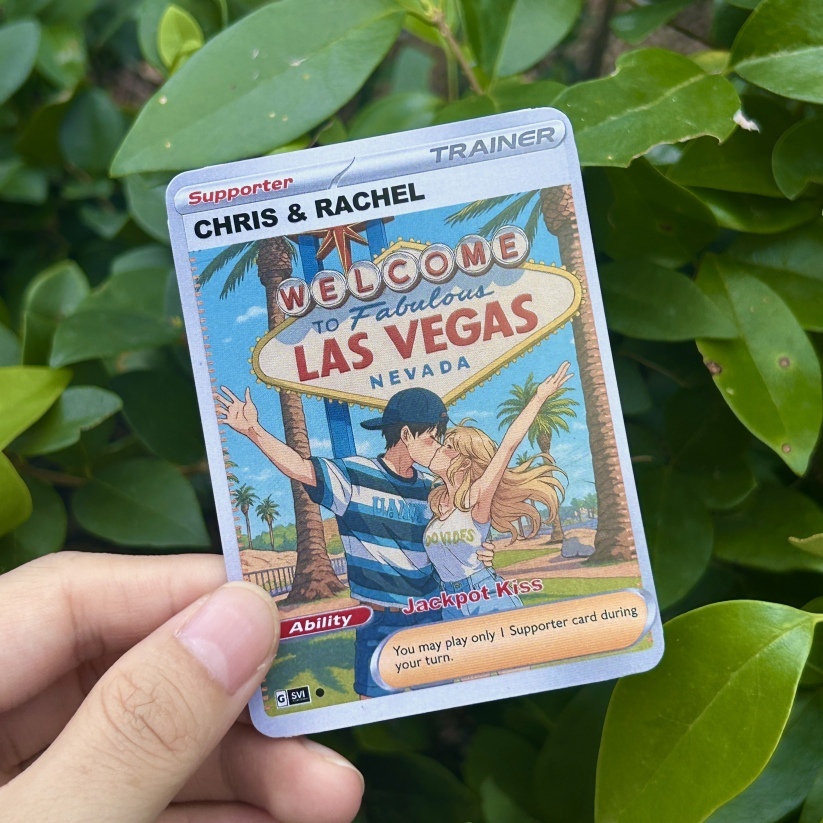 Supporter
TRAINER
CHRIS & RACHEL
WELCOME
TO Fabulous
LAS VEGAS
NEVADA
Jackpot Kiss
Ability
You may play only 1 Supporter card during
your turn.
G SVI